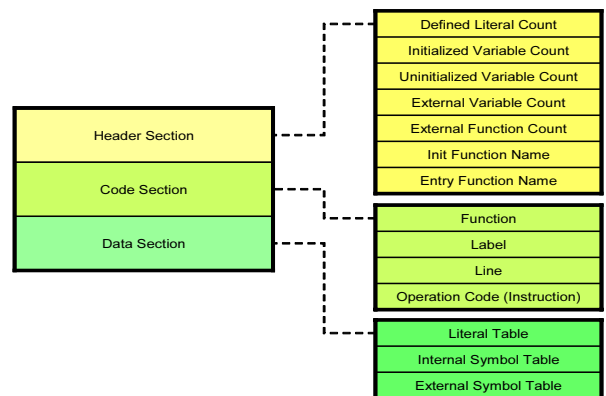 Header Section
Code Section
Data Section
Defined Literal Count
Initialized Variable Count
Uninitialized Variable Count
External Variable Count
External Function Count
Init Function Name
Entry Function Name
Function
Label
Line
Operation Code (Instruction)
Literal Table
Internal Symbol Table
External Symbol Table